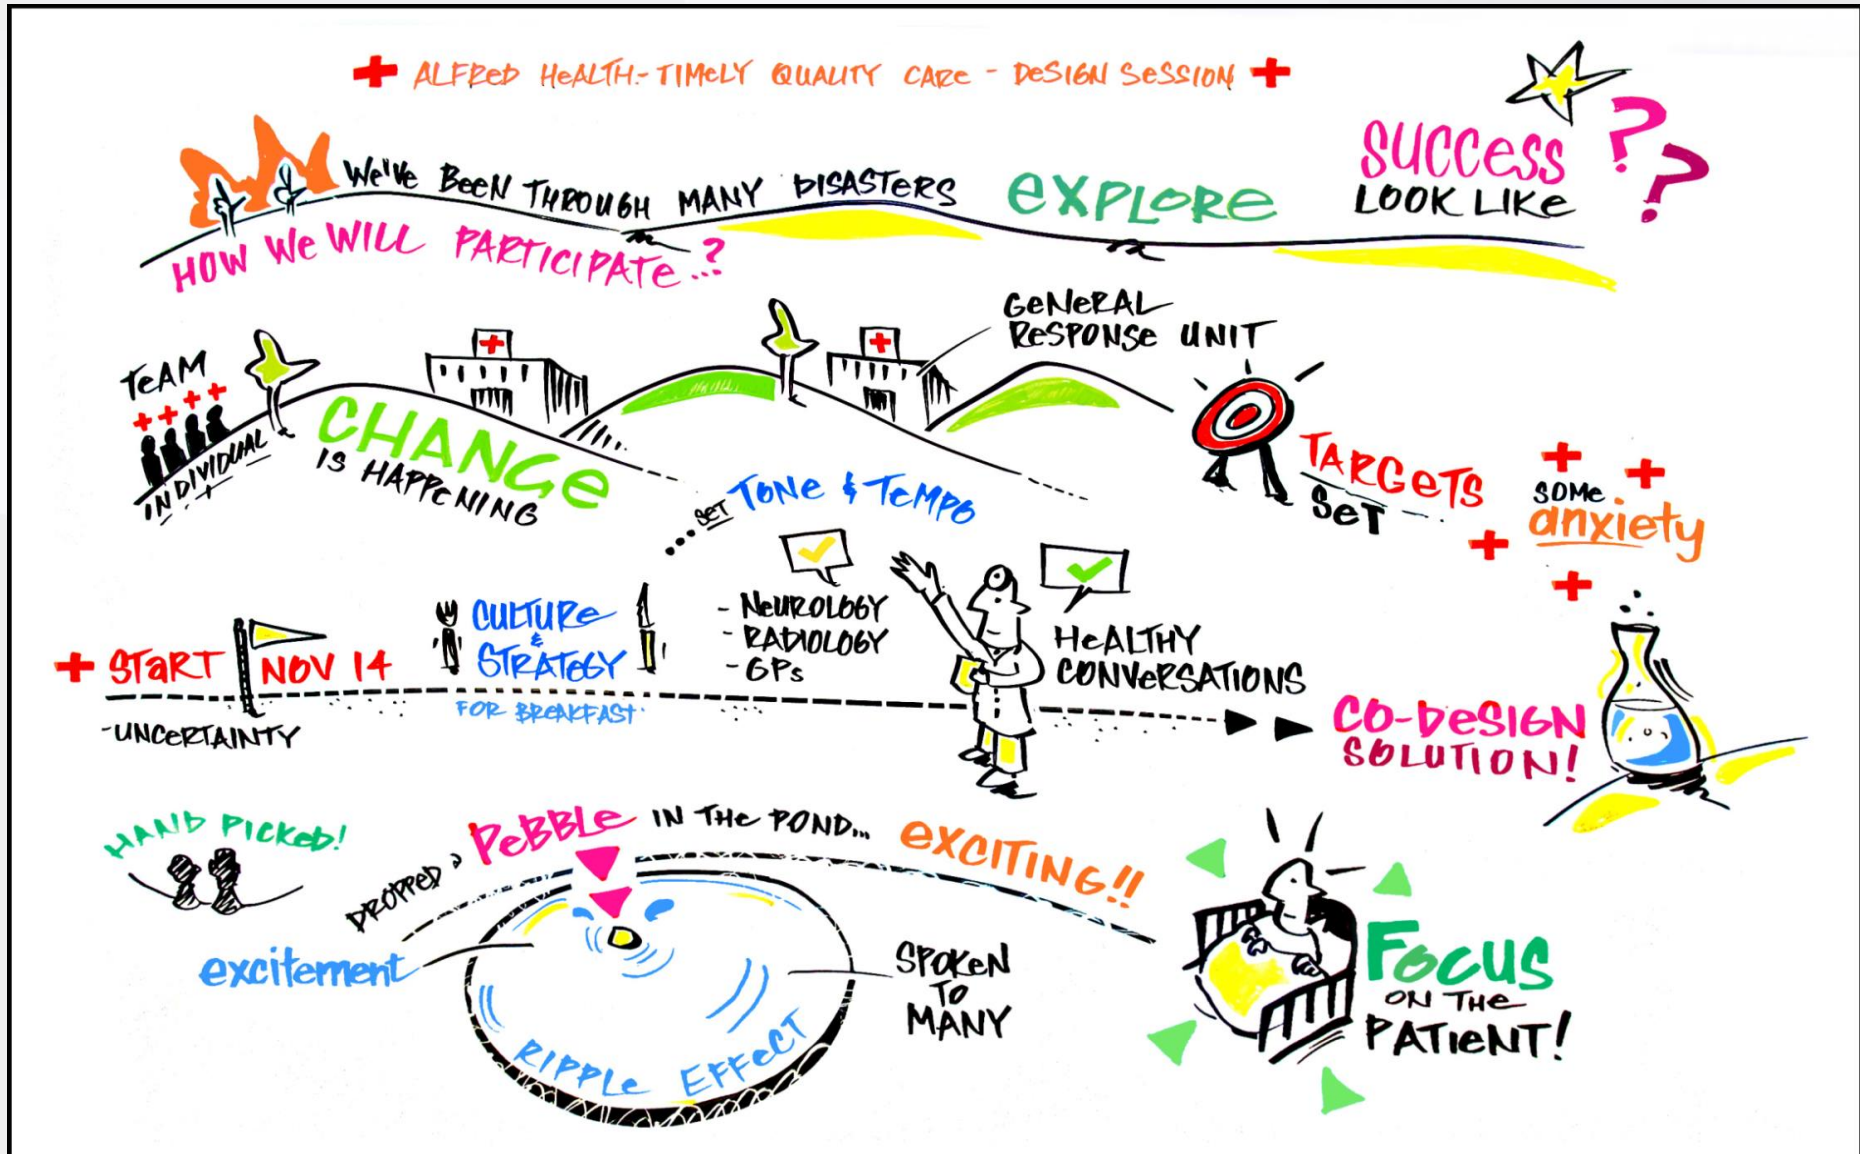 ALFRED HEALTH - TIMELY QUALITY CARE - DESIGN SESSION
WE'VE BEEN THROUGH MANY DISASTERS
EXPLORE
SUCCESS
LOOK LIKE
??
HOW WE WILL PARTICIPATE...?
GENERAL
RESPONSE UNIT
TEAM
INDIVIDUAL
CHANGE
IS HAPPENING
TARGETS
SET
SOME
anxiety
... SET TONE & TEMPO
START NOV 14
- UNCERTAINTY
CULTURE
&
STRATEGY
FOR BREAKFAST
- NEUROLOGY
- RADIOLOGY
- GPs
HEALTHY
CONVERSATIONS
CO-DESIGN
SOLUTION!
HAND PICKED!
DROPPED a PEBBLE IN THE POND...
EXCITING!!
excitement
SPOKEN
TO
MANY
RIPPLE EFFECT
FOCUS
ON THE
PATIENT!